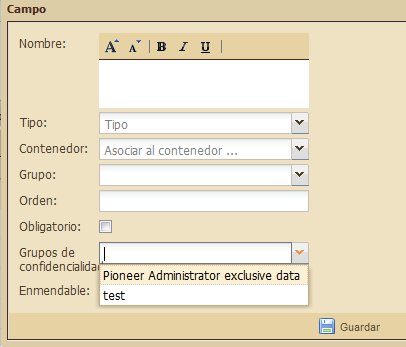 Campo
Nombre:
A A B I U
Tipo: Tipo
Contenedor: Asociar al contenedor ...
Grupo:
Orden:
Obligatorio:
Grupos de
confidencialida
Pioneer Administrator exclusive data
Enmendable: test
Guardar